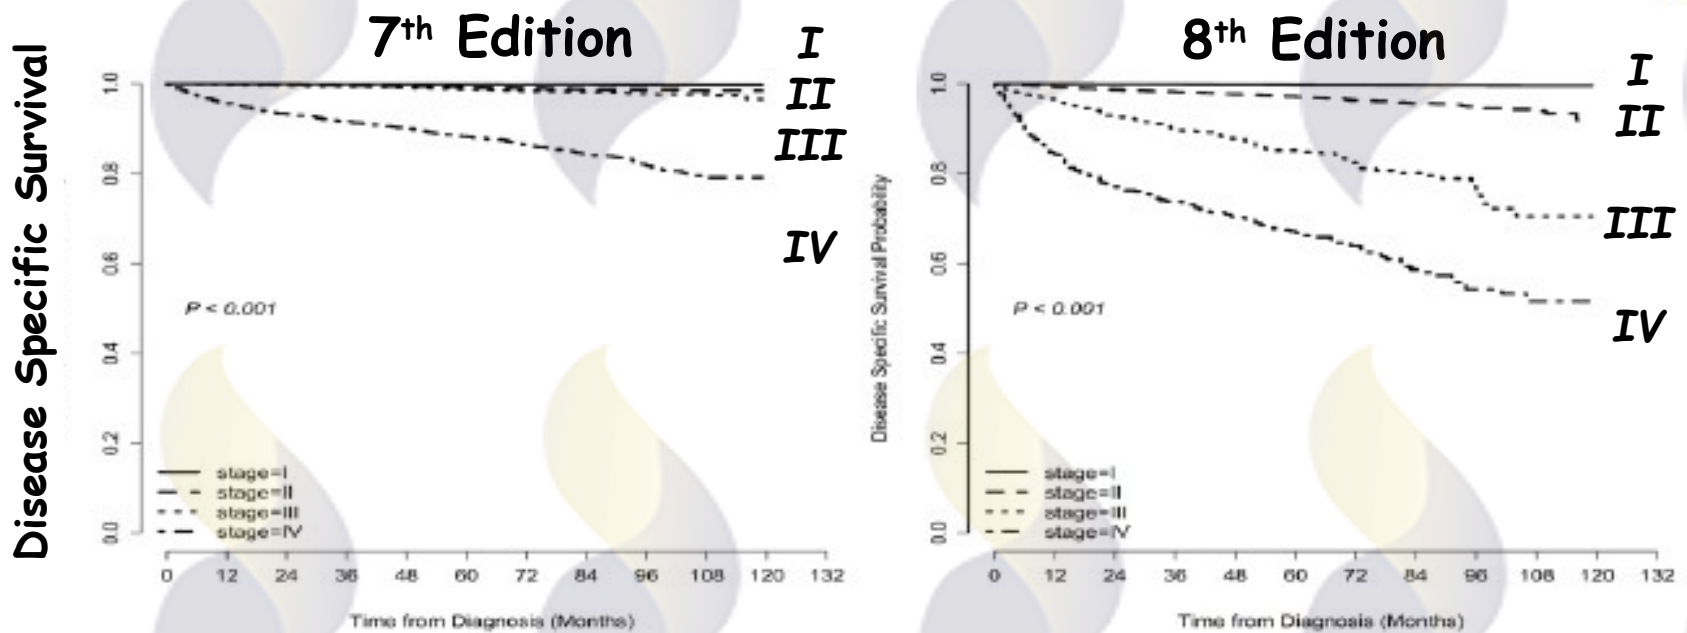 7th Edition
I
II
III
IV
Disease Specific Survival
1.0
0.8
0.6
0.4
0.2
0.0
P < 0.001
stage=I
stage=II
stage=III
stage=IV
0 12 24 36 48 60 72 84 96 108 120 132
Time from Diagnosis (Months)
8th Edition
I
II
III
IV
Disease Specific Survival Probability
1.0
0.8
0.6
0.4
0.2
0.0
P < 0.001
stage=I
stage=II
stage=III
stage=IV
0 12 24 36 48 60 72 84 96 108 120 132
Time from Diagnosis (Months)